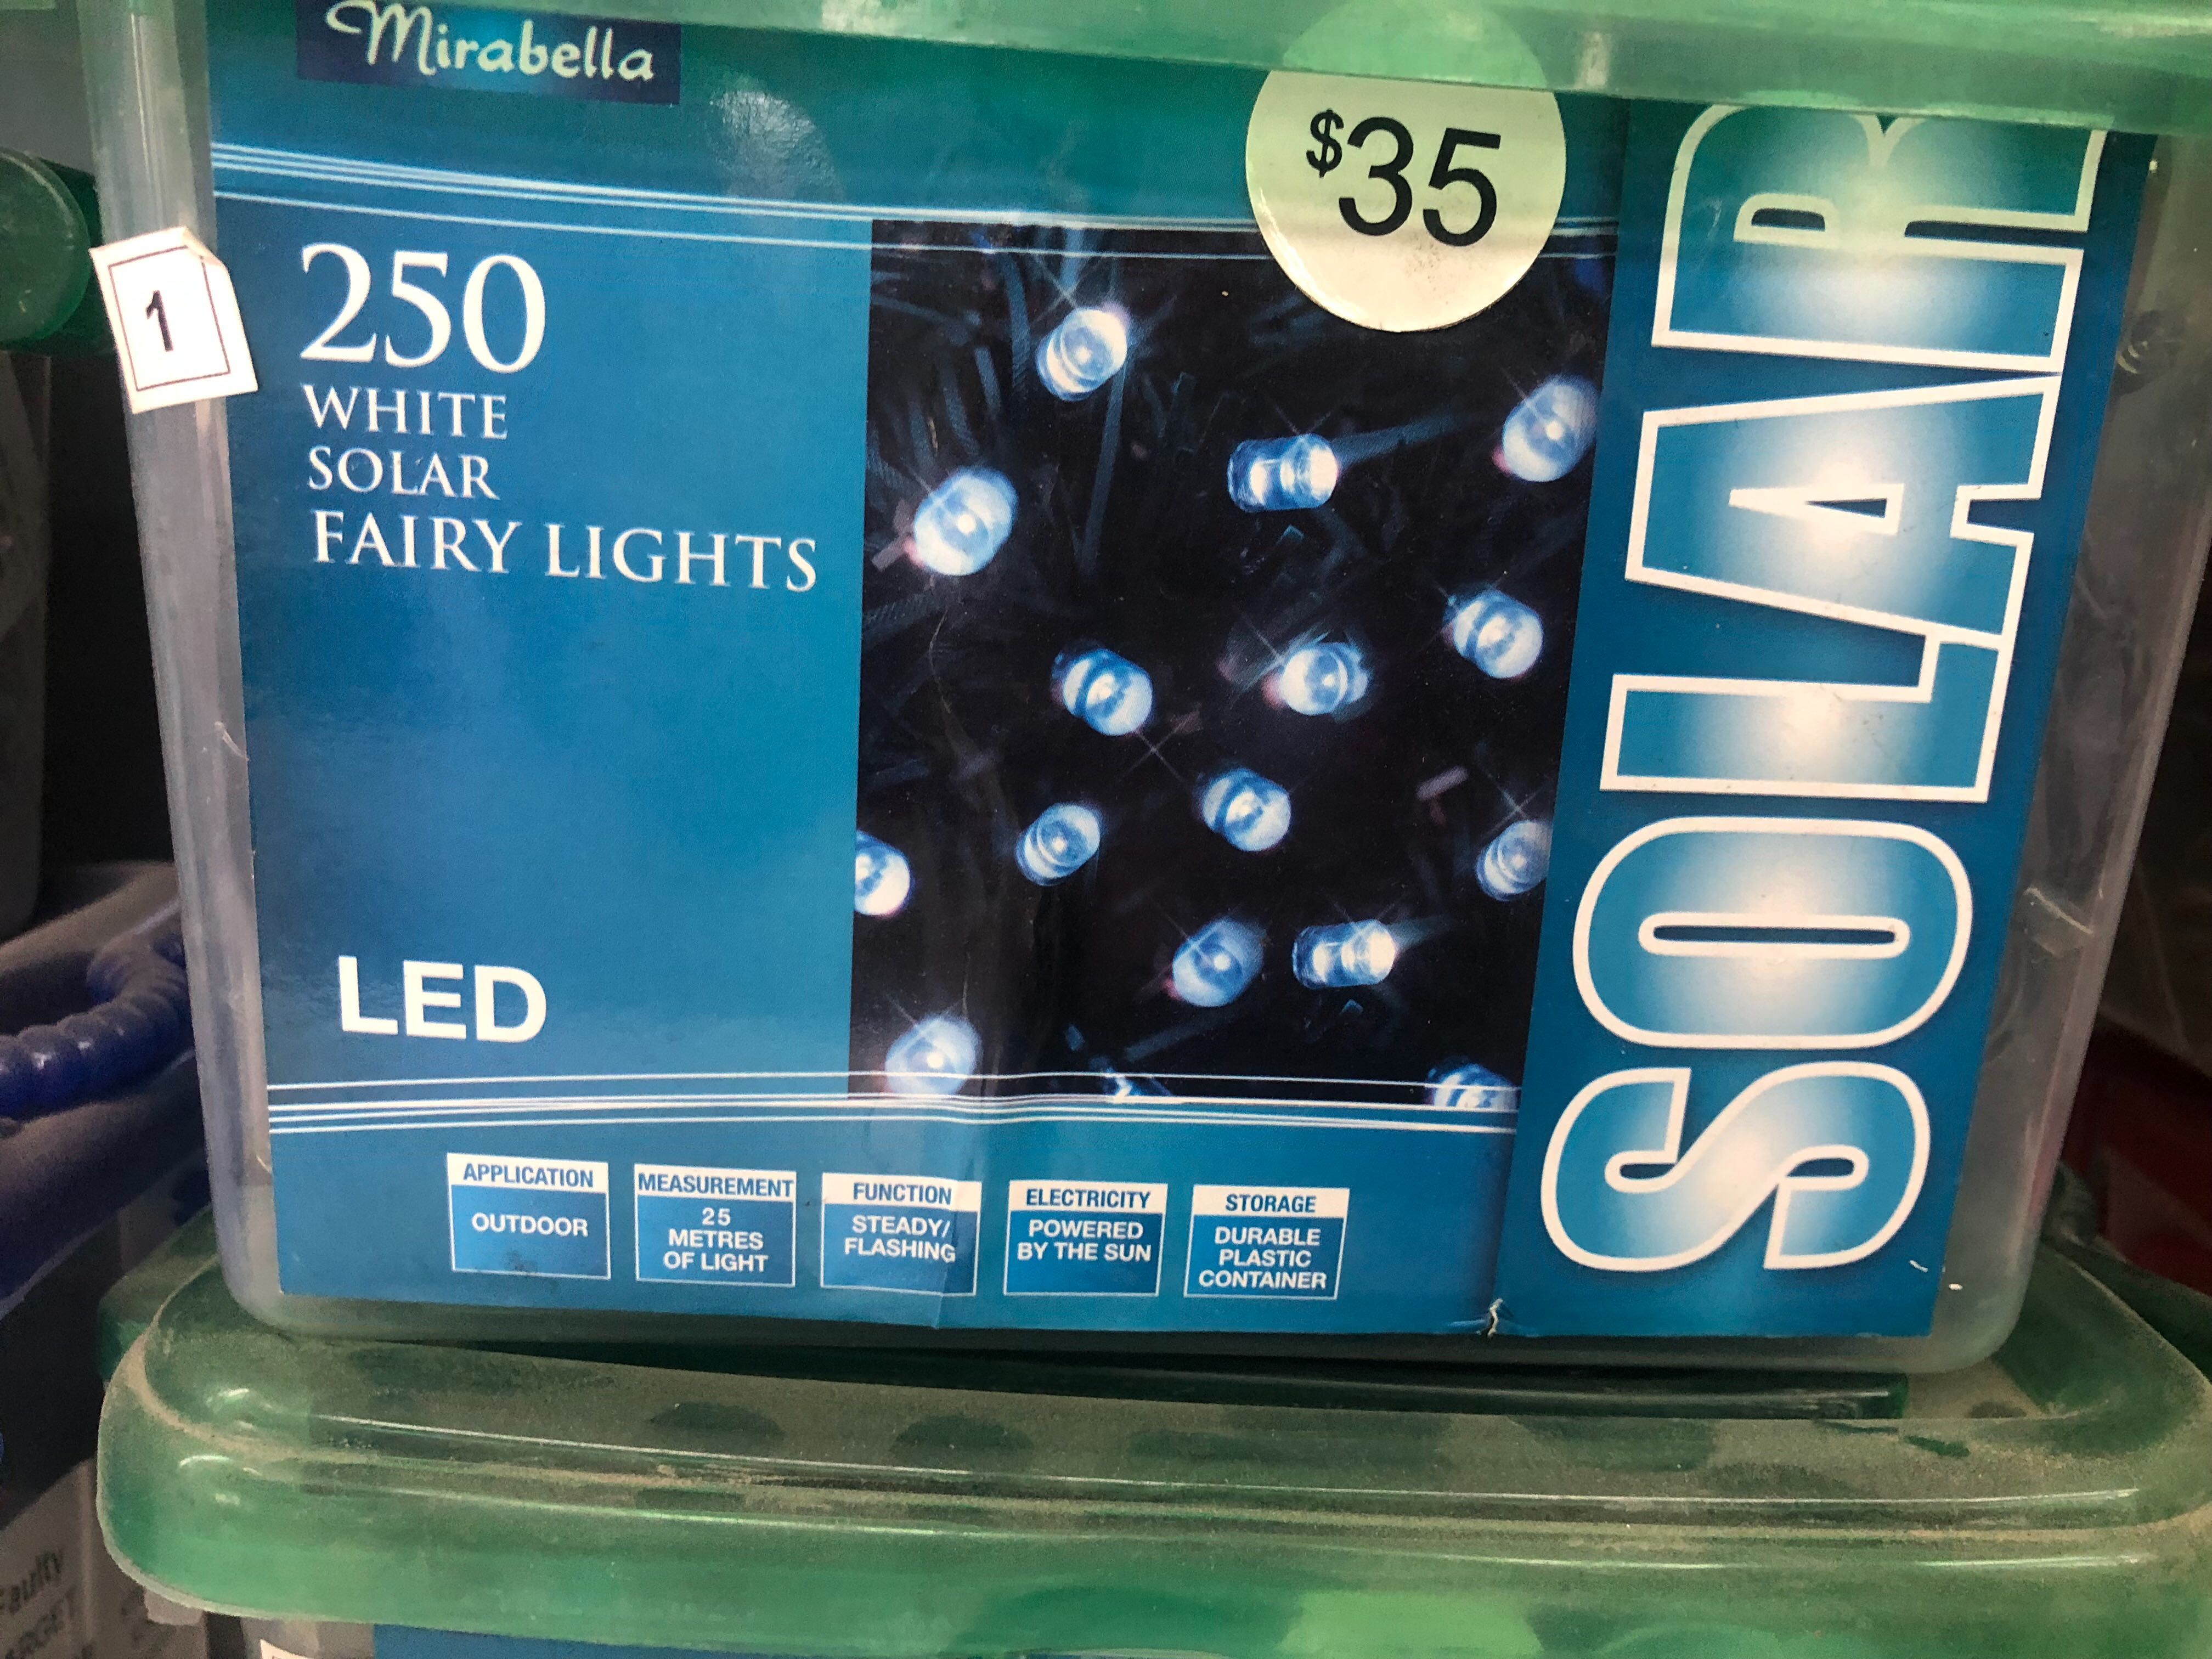 Mirabella
$35
1
250
WHITE
SOLAR
FAIRY LIGHTS
LED
SOLAR
APPLICATION
OUTDOOR
MEASUREMENT
25
METRES
OF LIGHT
FUNCTION
STEADY/
FLASHING
ELECTRICITY
POWERED
BY THE SUN
STORAGE
DURABLE
PLASTIC
CONTAINER